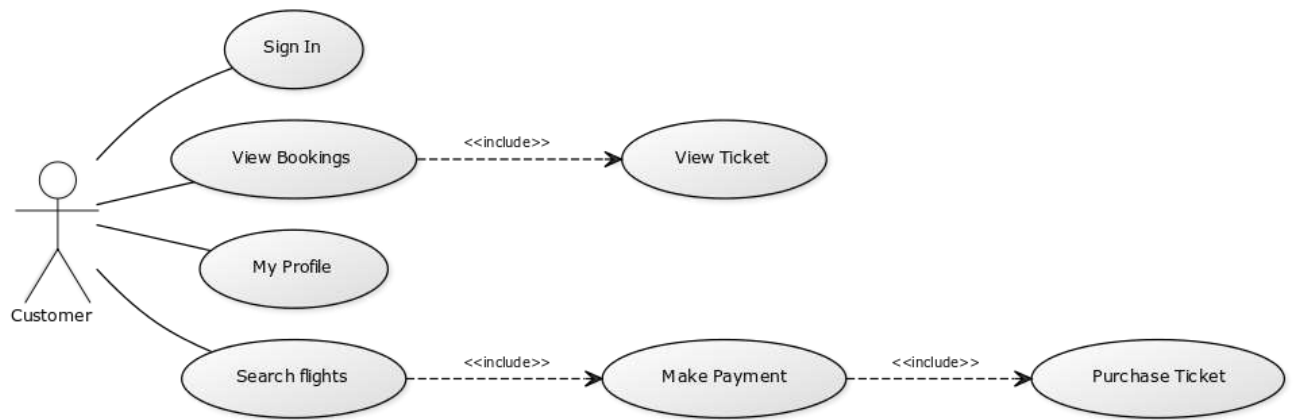 Sign In
View Bookings
<<include>>
View Ticket
My Profile
Customer
Search flights
<<include>>
Make Payment
<<include>>
Purchase Ticket